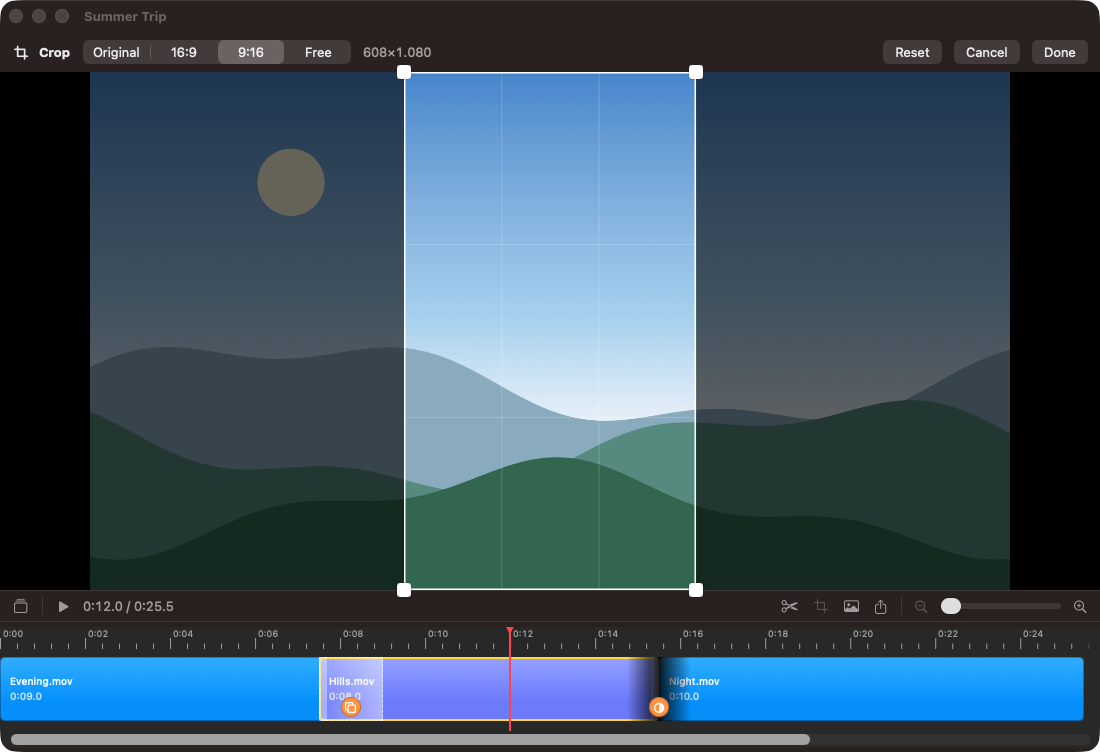 Summer Trip
Crop Original 16:9 9:16 Free 608×1.080 Reset Cancel Done
0:12.0 / 0:25.5
0:00 0:02 0:04 0:06 0:08 0:10 0:12 0:14 0:16 0:18 0:20 0:22 0:24
Evening.mov Hills.mov Night.mov
0:09.0 0:08.0 0:10.0